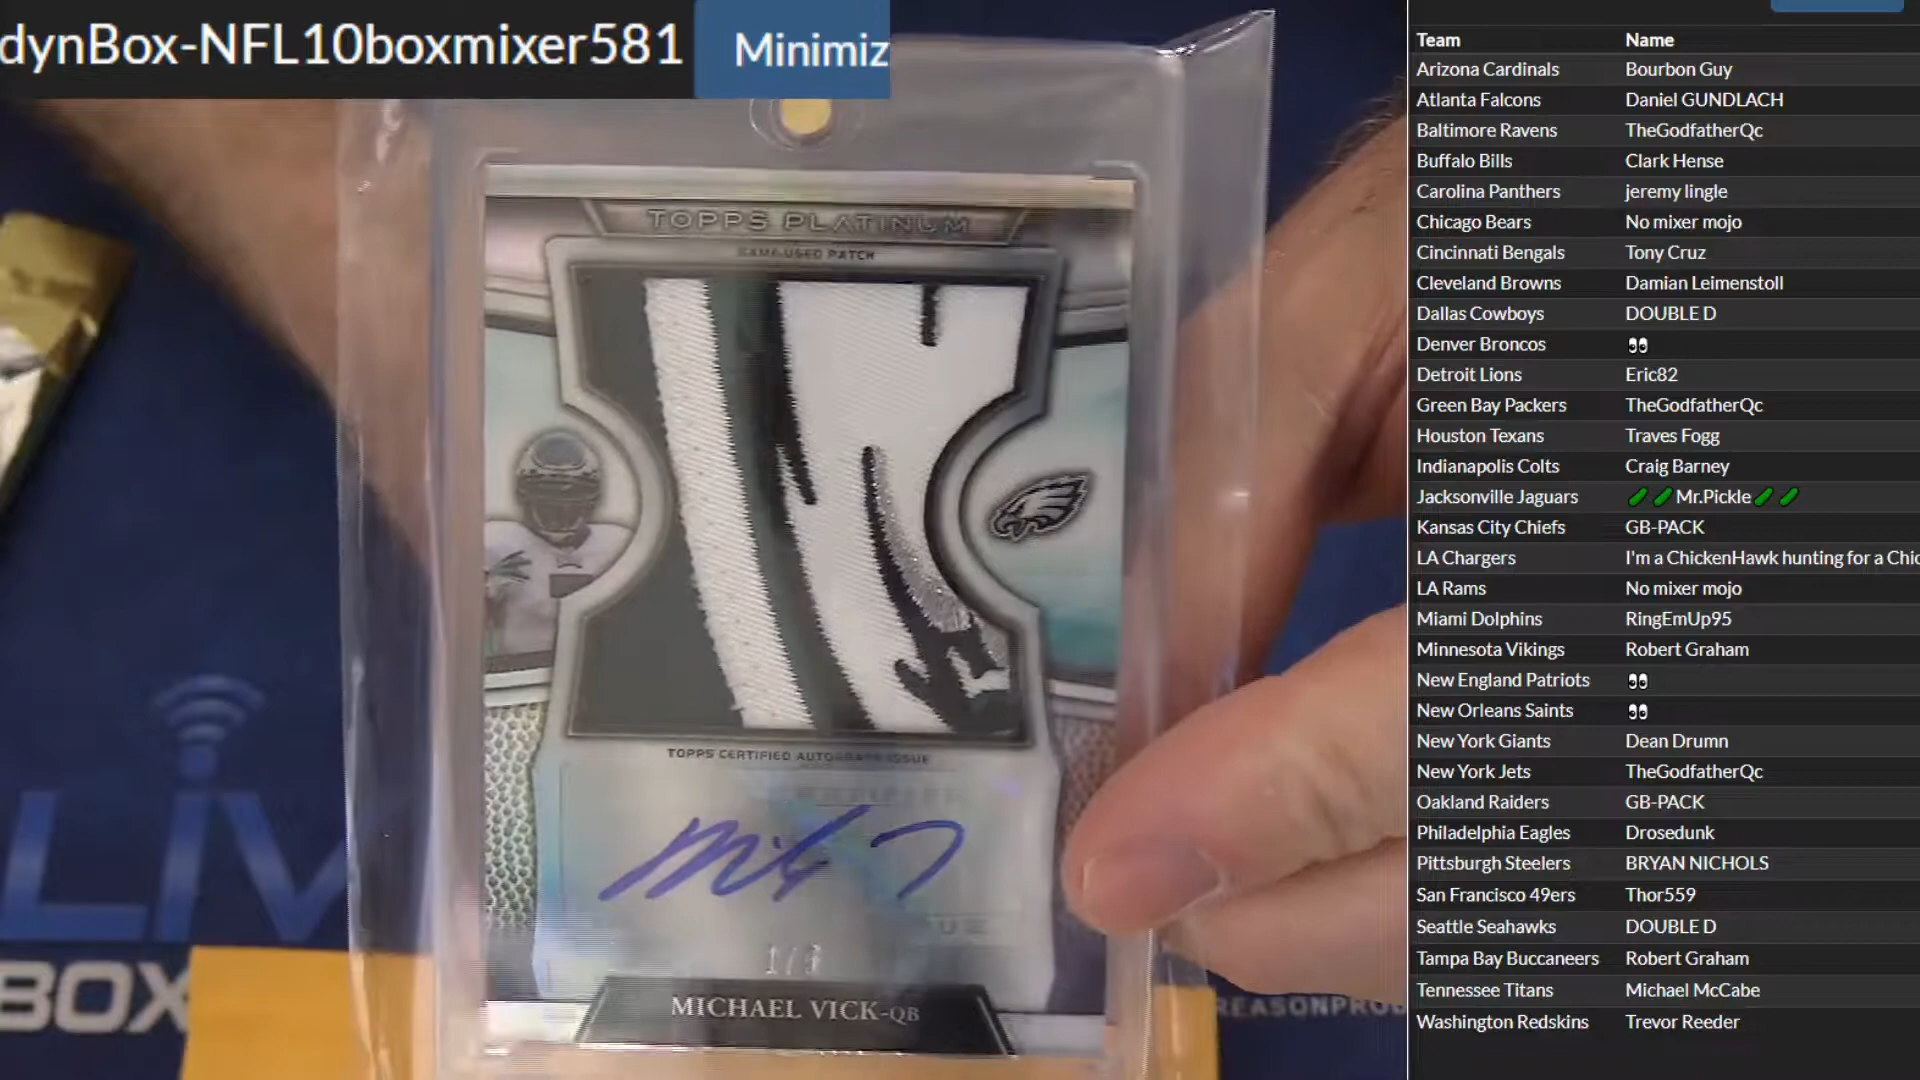 dynBox-NFL10boxmixer581
Minimiz
TOPPS PLATINUM
GAME-USED PATCH
TOPPS CERTIFIED AUTOGRAPH ISSUE
MICHAEL VICK-QB
LIV
BOX
REASONPROD
Team Name
Arizona Cardinals Bourbon Guy
Atlanta Falcons Daniel GUNDLACH
Baltimore Ravens TheGodfatherQc
Buffalo Bills Clark Hense
Carolina Panthers jeremy lingle
Chicago Bears No mixer mojo
Cincinnati Bengals Tony Cruz
Cleveland Browns Damian Leimenstoll
Dallas Cowboys DOUBLE D
Denver Broncos 👀
Detroit Lions Eric82
Green Bay Packers TheGodfatherQc
Houston Texans Traves Fogg
Indianapolis Colts Craig Barney
Jacksonville Jaguars 🥒🥒Mr.Pickle🥒🥒
Kansas City Chiefs GB-PACK
LA Chargers I'm a ChickenHawk hunting for a Chic
LA Rams No mixer mojo
Miami Dolphins RingEmUp95
Minnesota Vikings Robert Graham
New England Patriots 👀
New Orleans Saints 👀
New York Giants Dean Drumn
New York Jets TheGodfatherQc
Oakland Raiders GB-PACK
Philadelphia Eagles Drosedunk
Pittsburgh Steelers BRYAN NICHOLS
San Francisco 49ers Thor559
Seattle Seahawks DOUBLE D
Tampa Bay Buccaneers Robert Graham
Tennessee Titans Michael McCabe
Washington Redskins Trevor Reeder